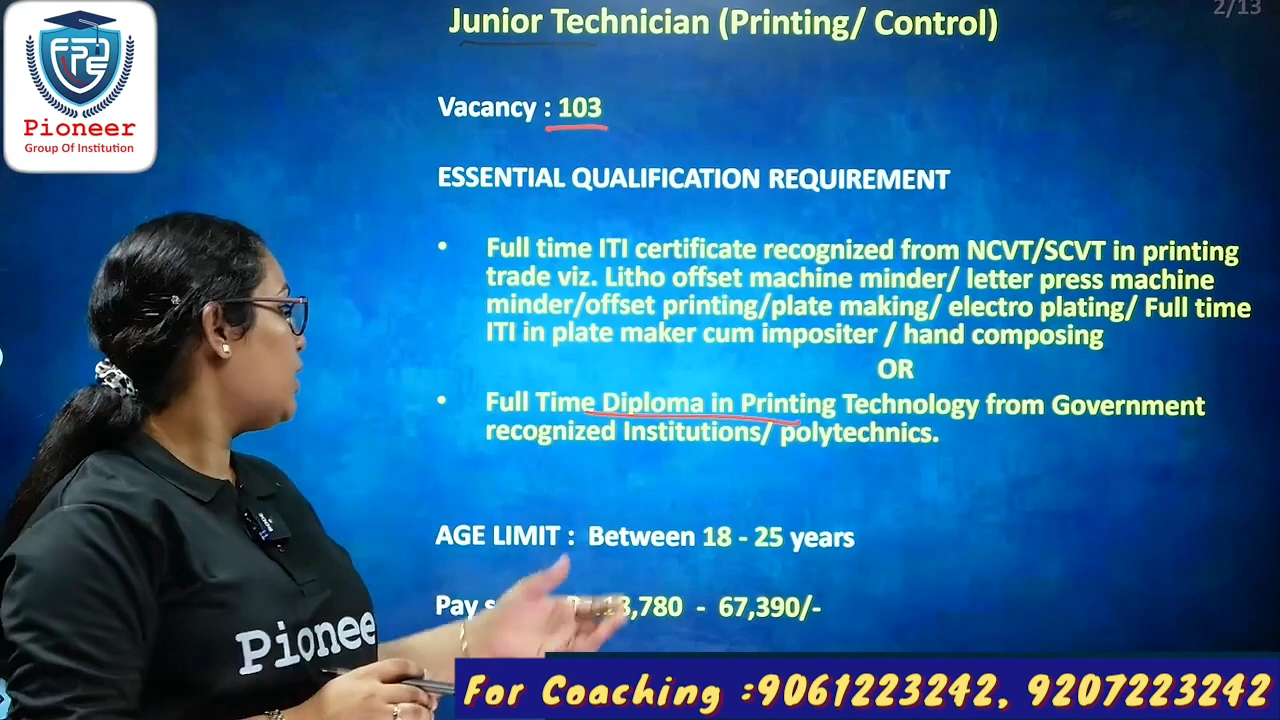 2/13
Junior Technician (Printing/ Control)
Pioneer
Group Of Institution
Vacancy : 103
ESSENTIAL QUALIFICATION REQUIREMENT
• Full time ITI certificate recognized from NCVT/SCVT in printing
trade viz. Litho offset machine minder/ letter press machine
minder/offset printing/plate making/ electro plating/ Full time
ITI in plate maker cum impositer / hand composing
OR
• Full Time Diploma in Printing Technology from Government
recognized Institutions/ polytechnics.
AGE LIMIT : Between 18 - 25 years
Pay 8,780 - 67,390/-
Pioneer
For Coaching :9061223242, 9207223242